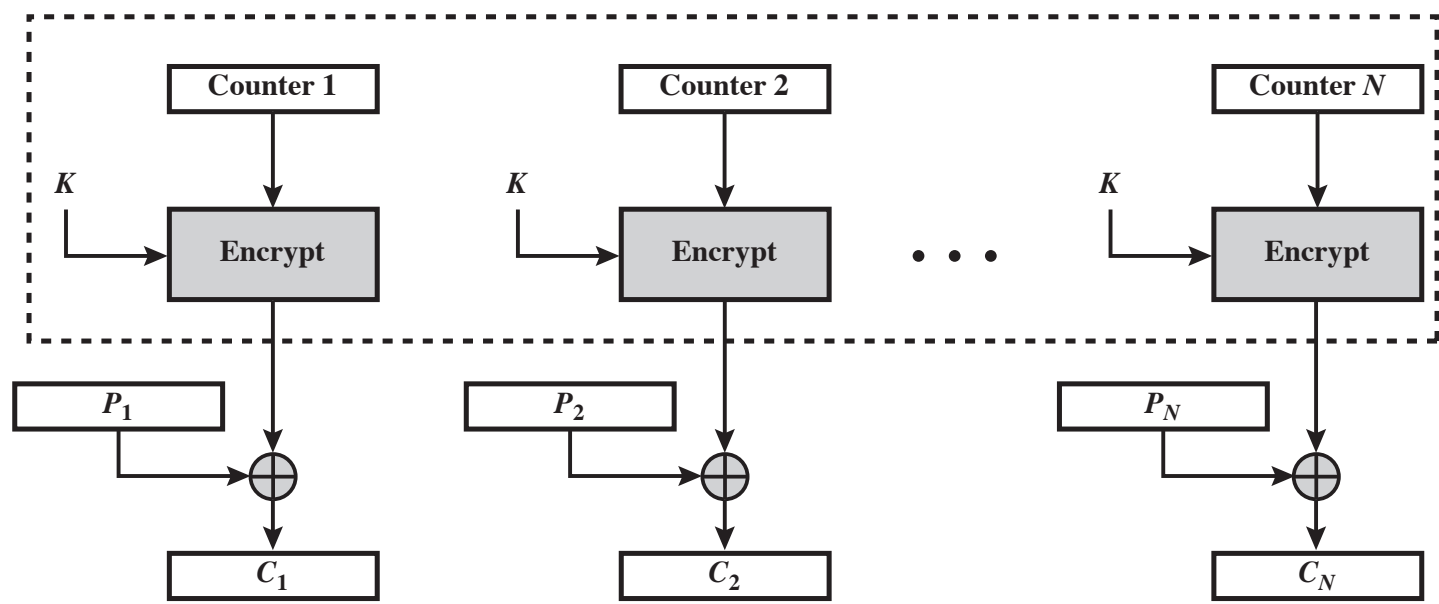 Counter 1 Counter 2 Counter N
K K K
Encrypt Encrypt • • • Encrypt
P1 P2 PN
C1 C2 CN